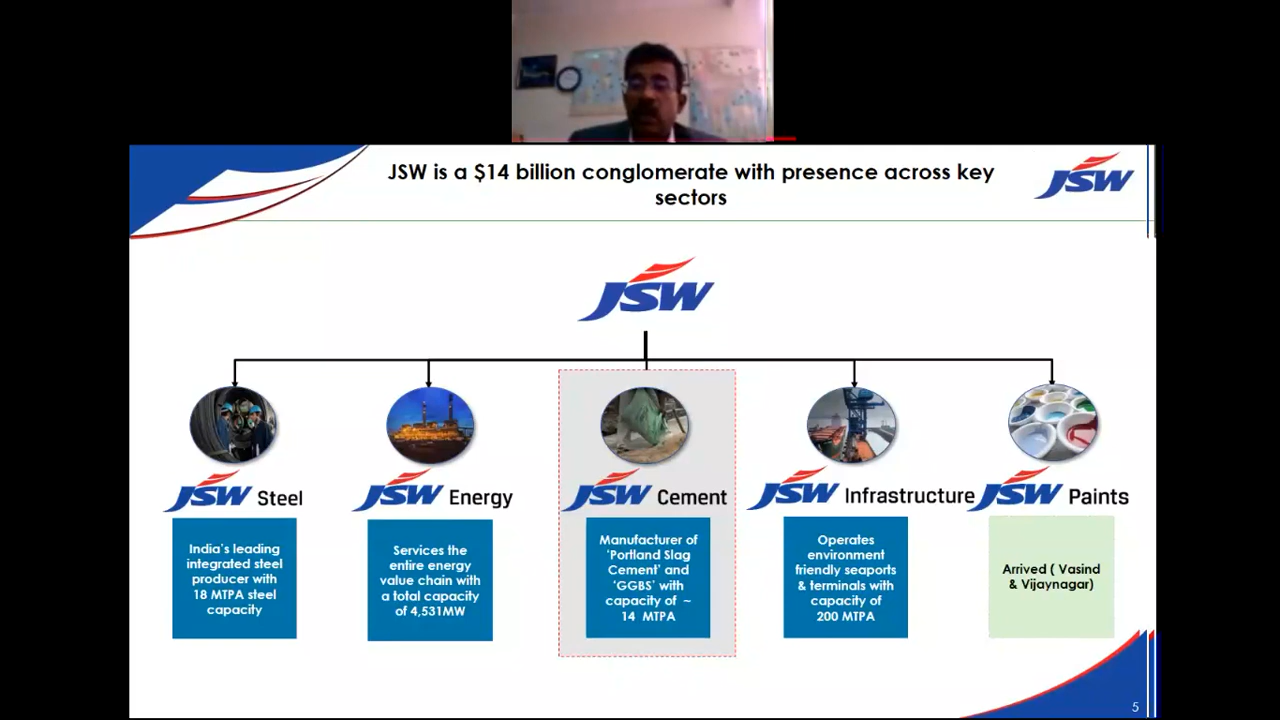 JSW is a $14 billion conglomerate with presence across key
sectors
JSW
JSW
JSW Steel
JSW Energy
JSW Cement
JSW Infrastructure
JSW Paints
India's leading
integrated steel
producer with
18 MTPA steel
capacity
Services the
entire energy
value chain with
a total capacity
of 4,531MW
Manufacturer of
'Portland Slag
Cement' and
'GGBS' with
capacity of ~
14 MTPA
Operates
environment
friendly seaports
& terminals with
capacity of
200 MTPA
Arrived ( Vasind
& Vijaynagar)
5